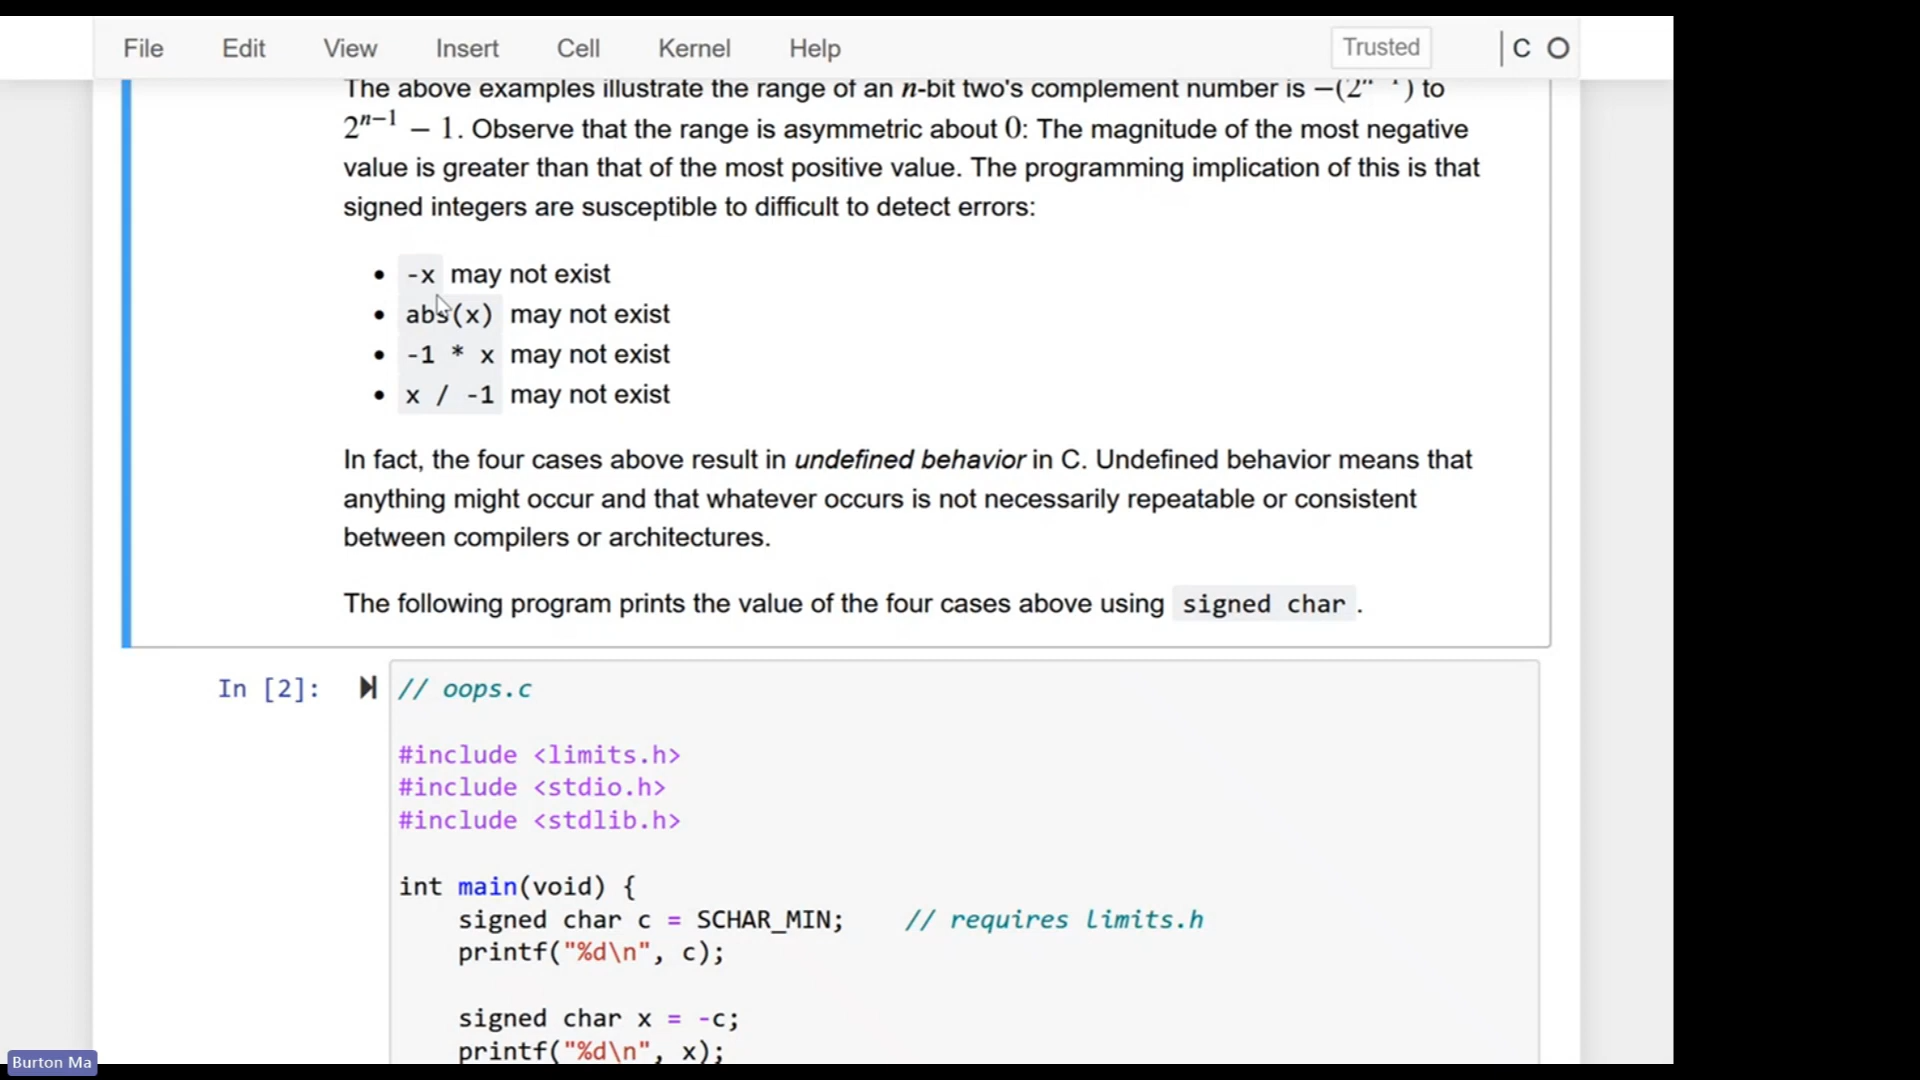 File Edit View Insert Cell Kernel Help Trusted C
The above examples illustrate the range of an n-bit two's complement number is −(2ⁿ⁻¹) to
2ⁿ⁻¹ − 1. Observe that the range is asymmetric about 0: The magnitude of the most negative
value is greater than that of the most positive value. The programming implication of this is that
signed integers are susceptible to difficult to detect errors:
• -x may not exist
• abs(x) may not exist
• -1 * x may not exist
• x / -1 may not exist
In fact, the four cases above result in undefined behavior in C. Undefined behavior means that
anything might occur and that whatever occurs is not necessarily repeatable or consistent
between compilers or architectures.
The following program prints the value of the four cases above using signed char .
In [2]: // oops.c
#include <limits.h>
#include <stdio.h>
#include <stdlib.h>
int main(void) {
    signed char c = SCHAR_MIN;    // requires limits.h
    printf("%d\n", c);
    signed char x = -c;
    printf("%d\n", x);
Burton Ma